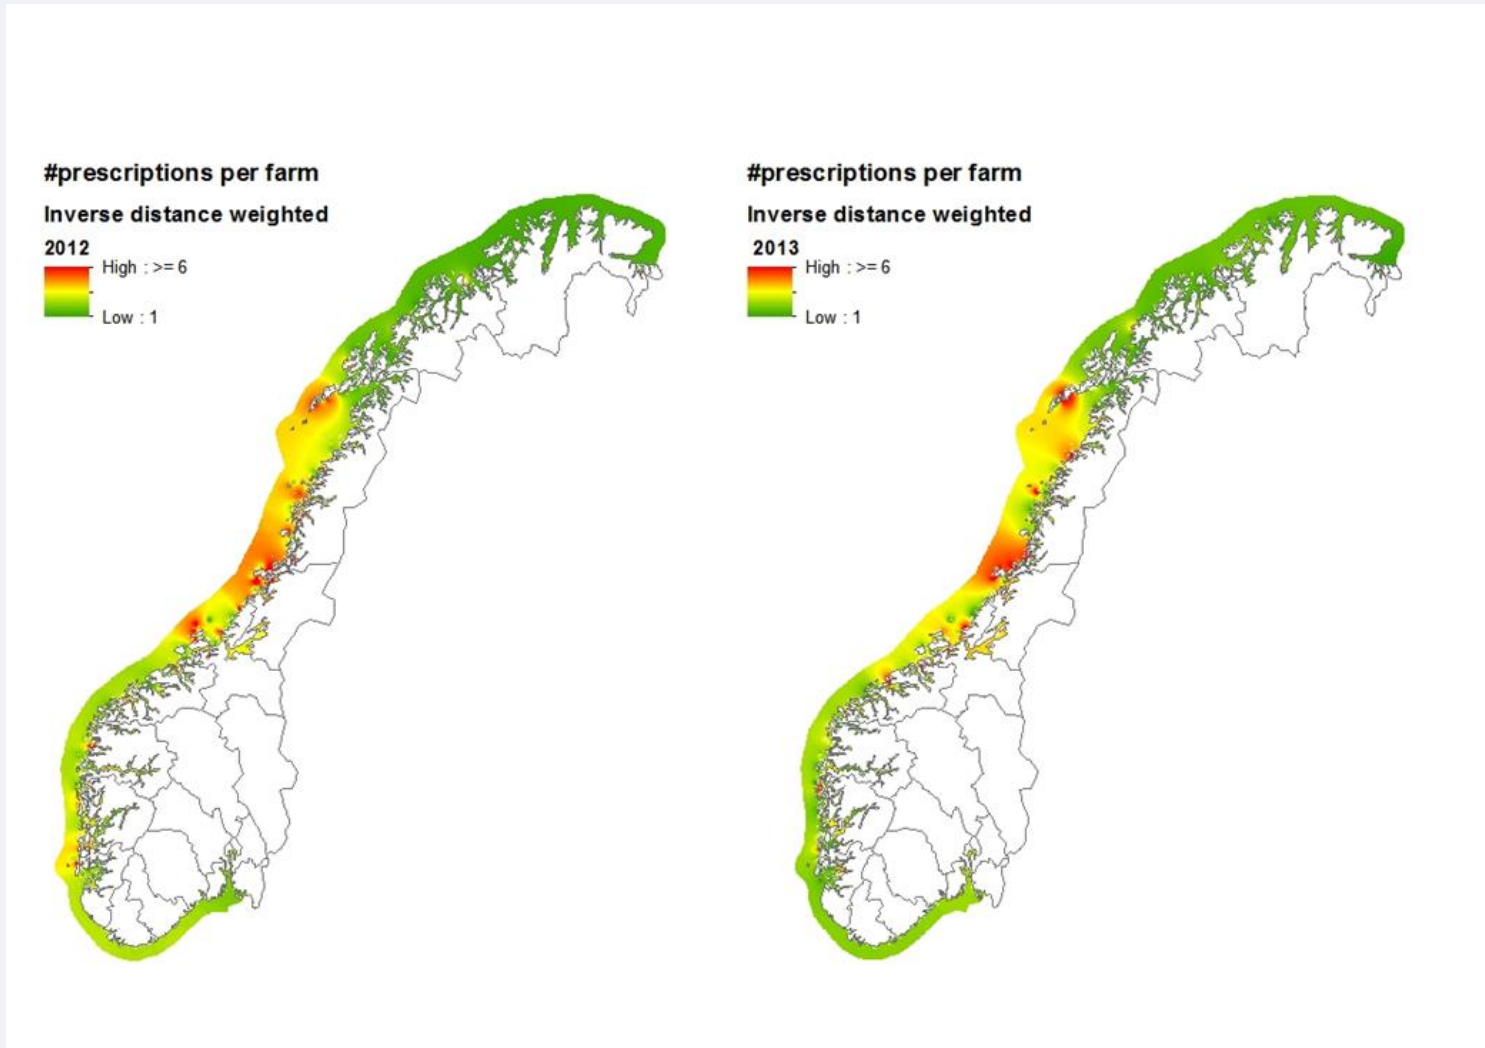 #prescriptions per farm
Inverse distance weighted
2012
High : >= 6
Low : 1
#prescriptions per farm
Inverse distance weighted
2013
High : >= 6
Low : 1